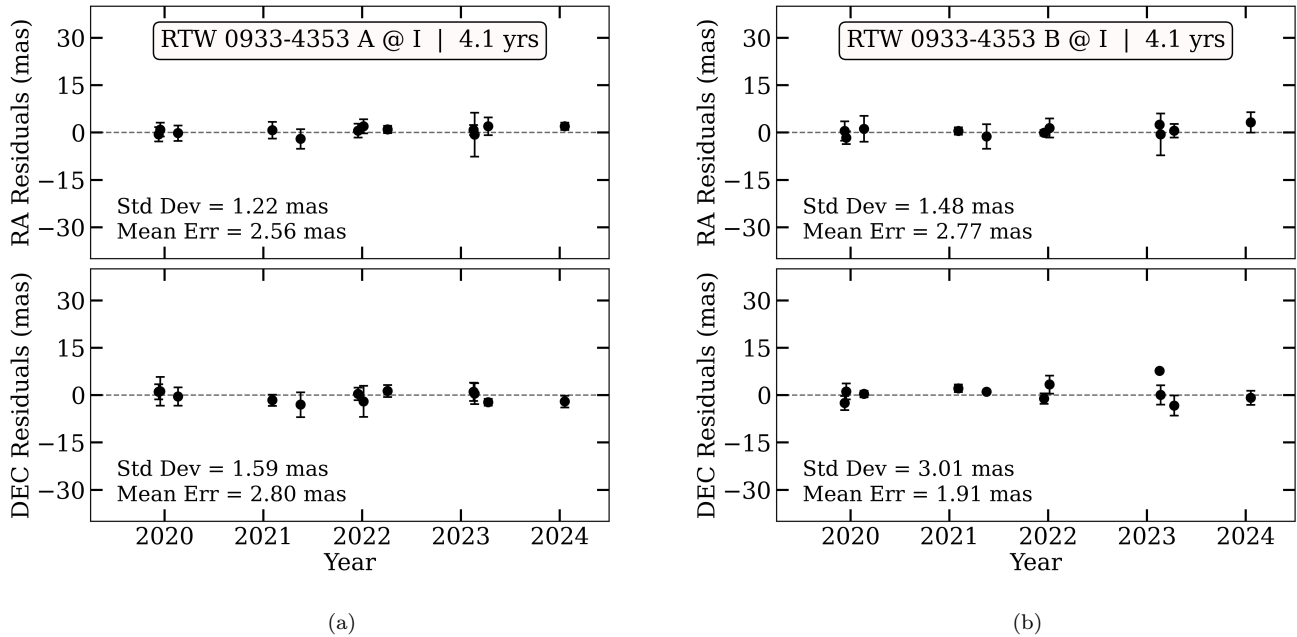 RTW 0933-4353 A @ I | 4.1 yrs
RA Residuals (mas)
30
15
0
−15
−30
Std Dev = 1.22 mas
Mean Err = 2.56 mas
DEC Residuals (mas)
30
15
0
−15
−30
Std Dev = 1.59 mas
Mean Err = 2.80 mas
2020 2021 2022 2023 2024
Year
(a)
RTW 0933-4353 B @ I | 4.1 yrs
RA Residuals (mas)
30
15
0
−15
−30
Std Dev = 1.48 mas
Mean Err = 2.77 mas
DEC Residuals (mas)
30
15
0
−15
−30
Std Dev = 3.01 mas
Mean Err = 1.91 mas
2020 2021 2022 2023 2024
Year
(b)